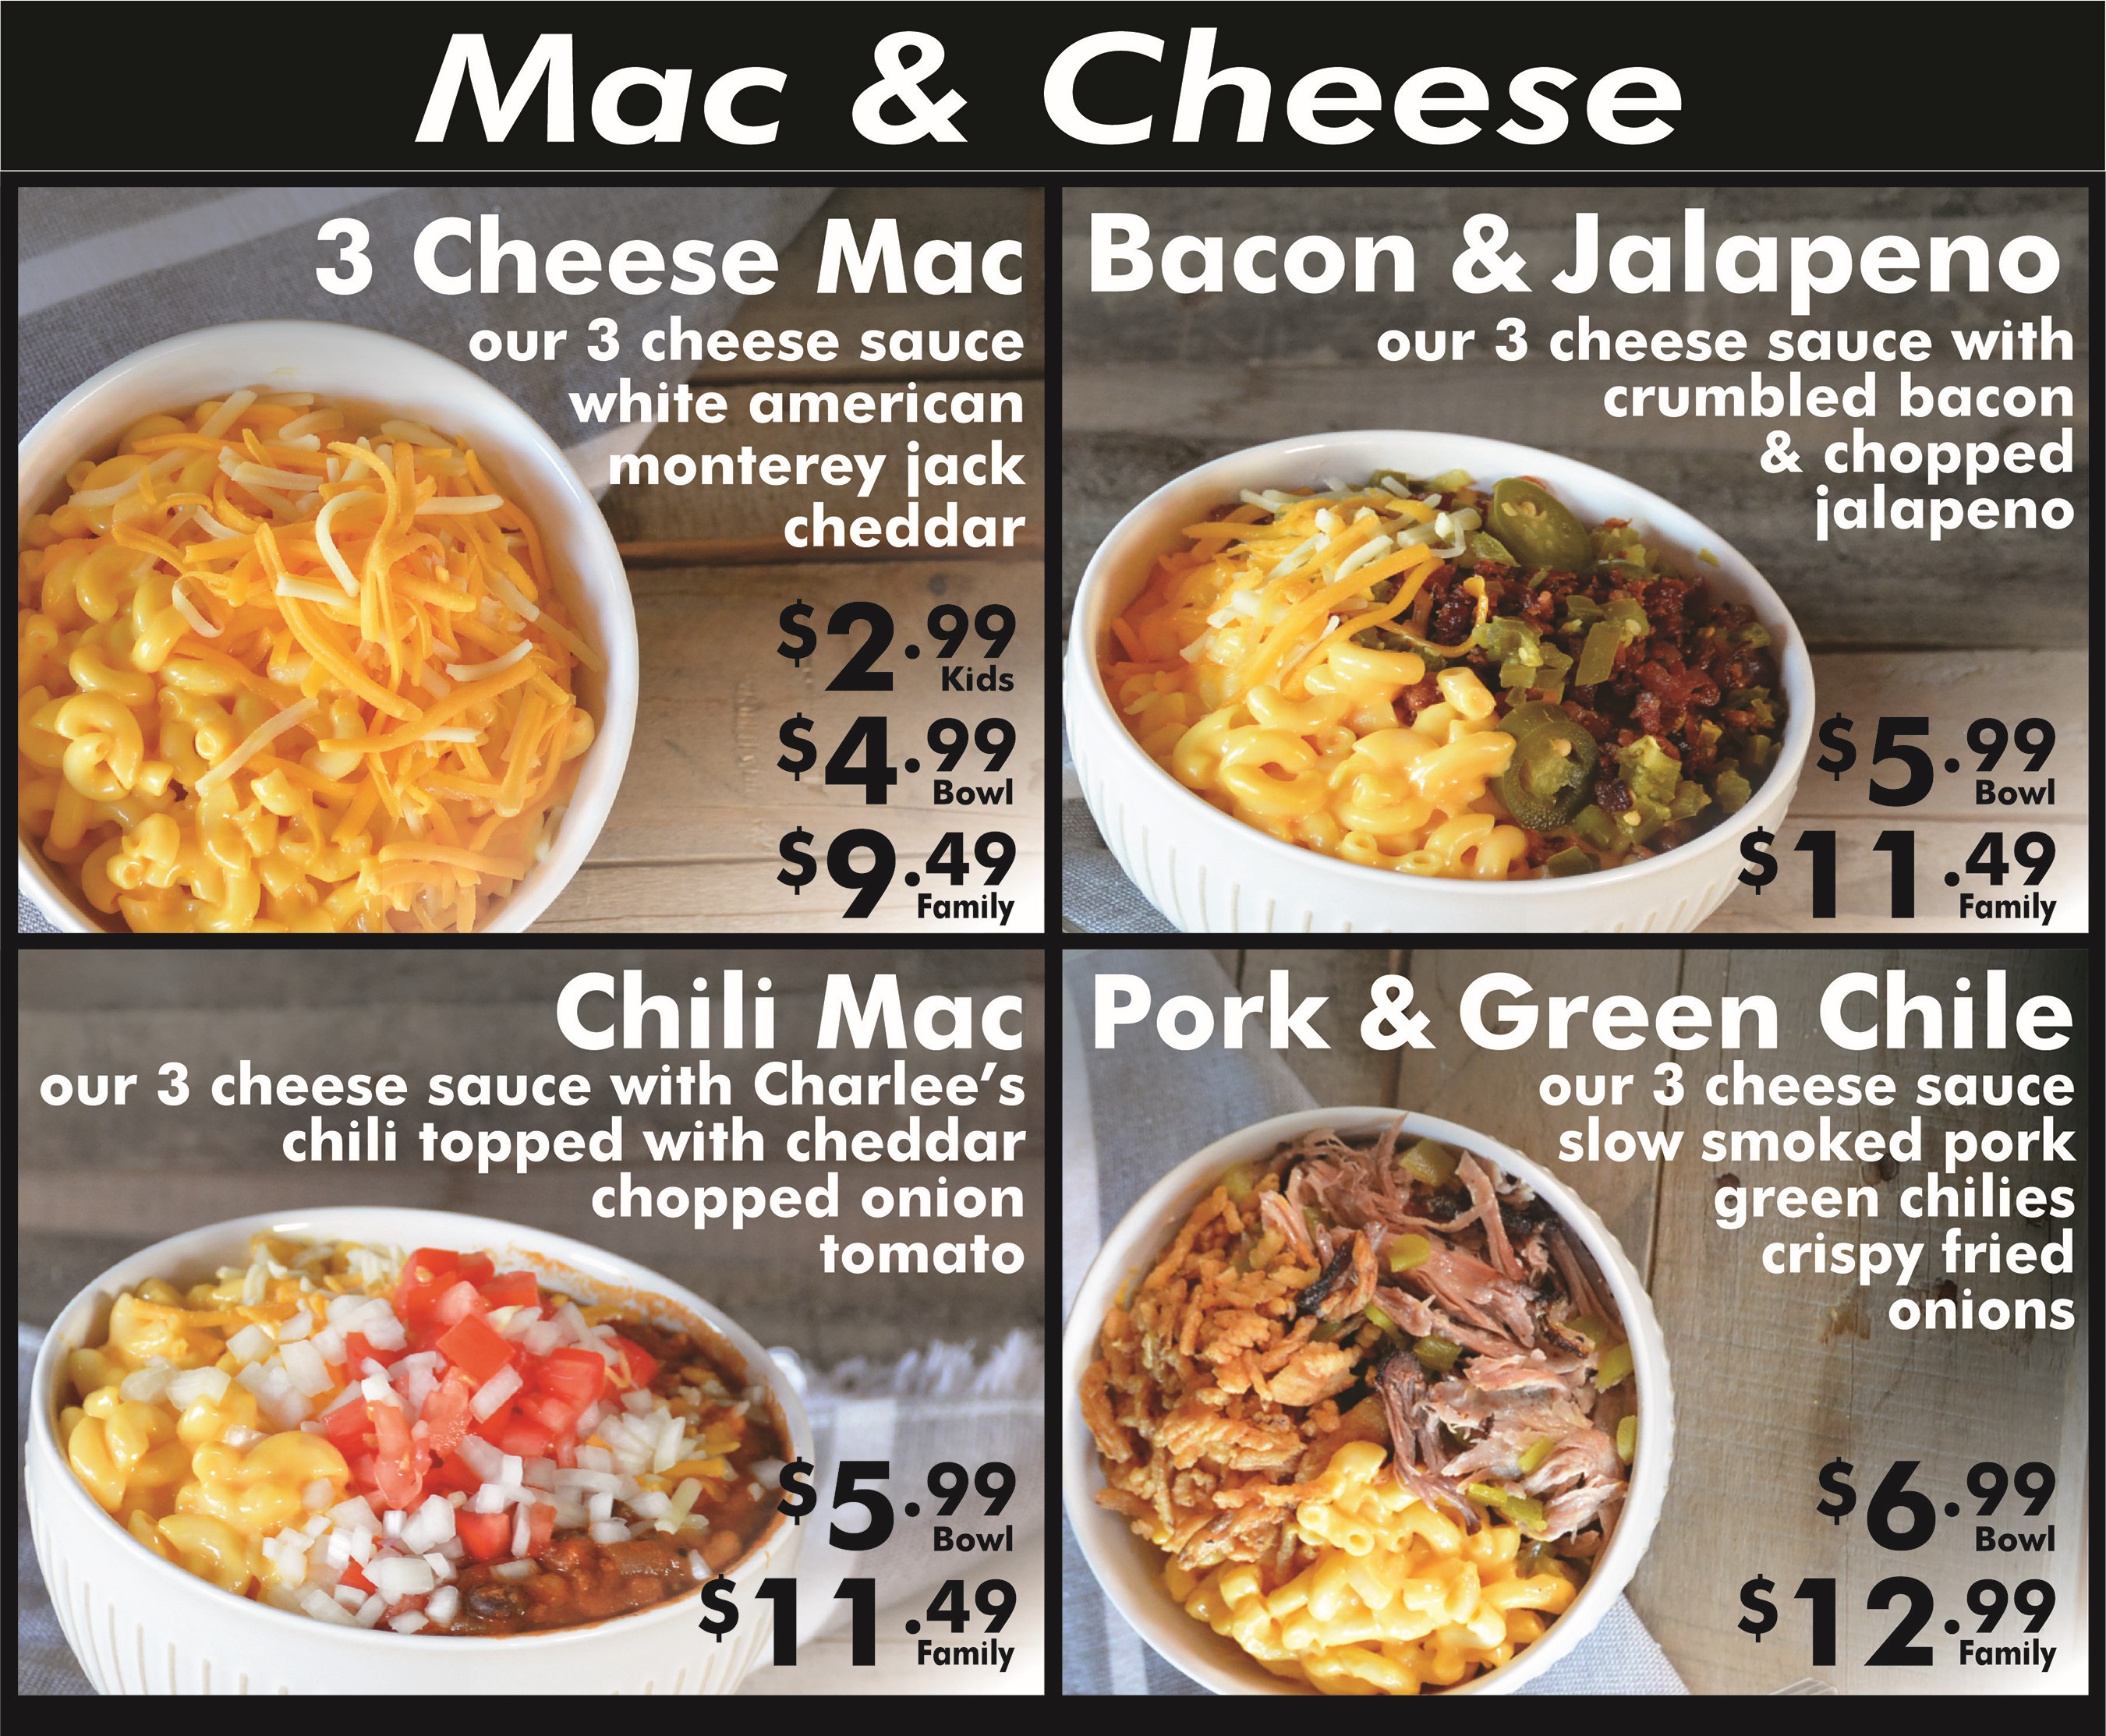 Mac & Cheese
3 Cheese Mac
our 3 cheese sauce
white american
monterey jack
cheddar
$2.99
Kids
$4.99
Bowl
$9.49
Family
Bacon & Jalapeno
our 3 cheese sauce with
crumbled bacon
& chopped
jalapeno
$5.99
Bowl
$11.49
Family
Chili Mac
our 3 cheese sauce with Charlee’s
chili topped with cheddar
chopped onion
tomato
$5.99
Bowl
$11.49
Family
Pork & Green Chile
our 3 cheese sauce
slow smoked pork
green chilies
crispy fried
onions
$6.99
Bowl
$12.99
Family